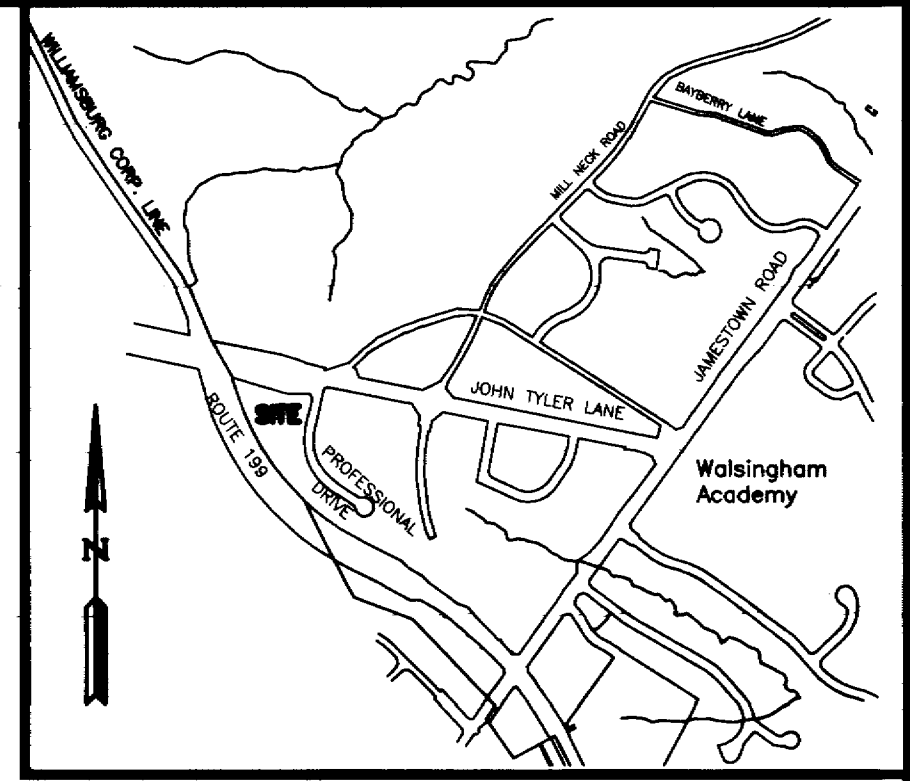 WILLIAMSBURG CORP. LINE
BAYBERRY LANE
MILL NECK ROAD
JAMESTOWN ROAD
JOHN TYLER LANE
ROUTE 199
SITE
PROFESSIONAL
DRIVE
Walsingham
Academy
N